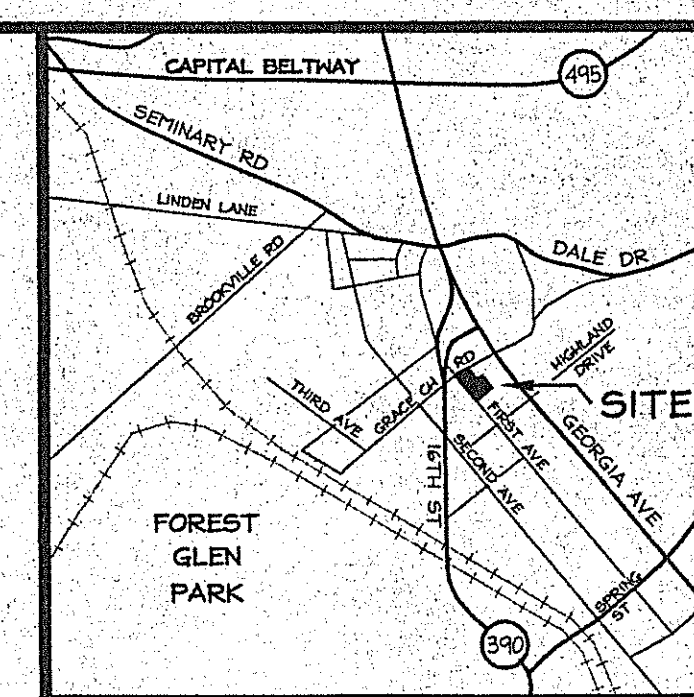 CAPITAL BELTWAY
495
SEMINARY RD
LINDEN LANE
BROOKVILLE RD
DALE DR
HIGHLAND
DRIVE
THIRD AVE
GRACE CH RD
SITE
FIRST AVE
SECOND AVE
16TH ST
GEORGIA AVE
FOREST
GLEN
PARK
SPRING
ST
390